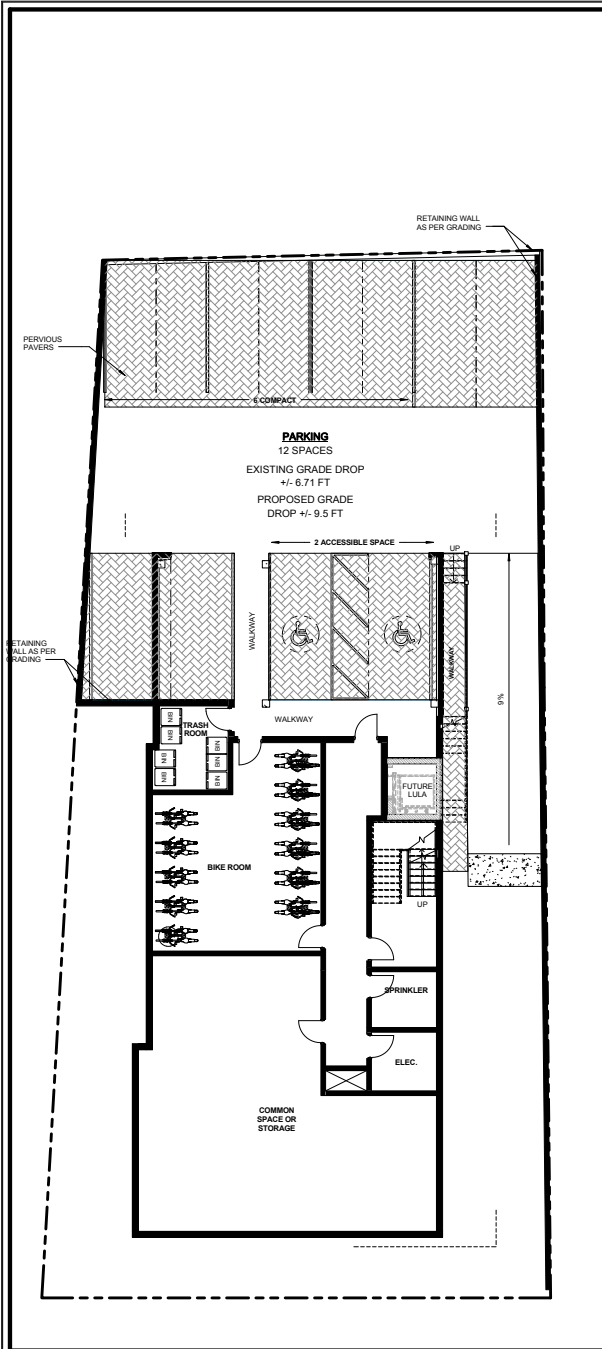 RETAINING WALL
AS PER GRADING
PERVIOUS
PAVERS
6 COMPACT
PARKING
12 SPACES
EXISTING GRADE DROP
+/- 6.71 FT
PROPOSED GRADE
DROP +/- 9.5 FT
2 ACCESSIBLE SPACE
UP
WALKWAY
WALKWAY
9%
RETAINING
WALL AS PER
GRADING
WALKWAY
BIN
BIN
TRASH
ROOM
BIN
BIN
BIN
BIN
BIN
FUTURE
LULA
BIKE ROOM
UP
SPRINKLER
ELEC.
COMMON
SPACE OR
STORAGE